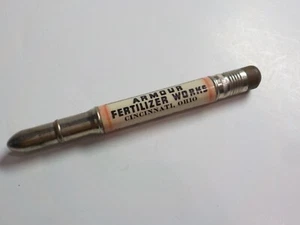 ARMOUR
FERTILIZER WORKS
CINCINNATI, OHIO